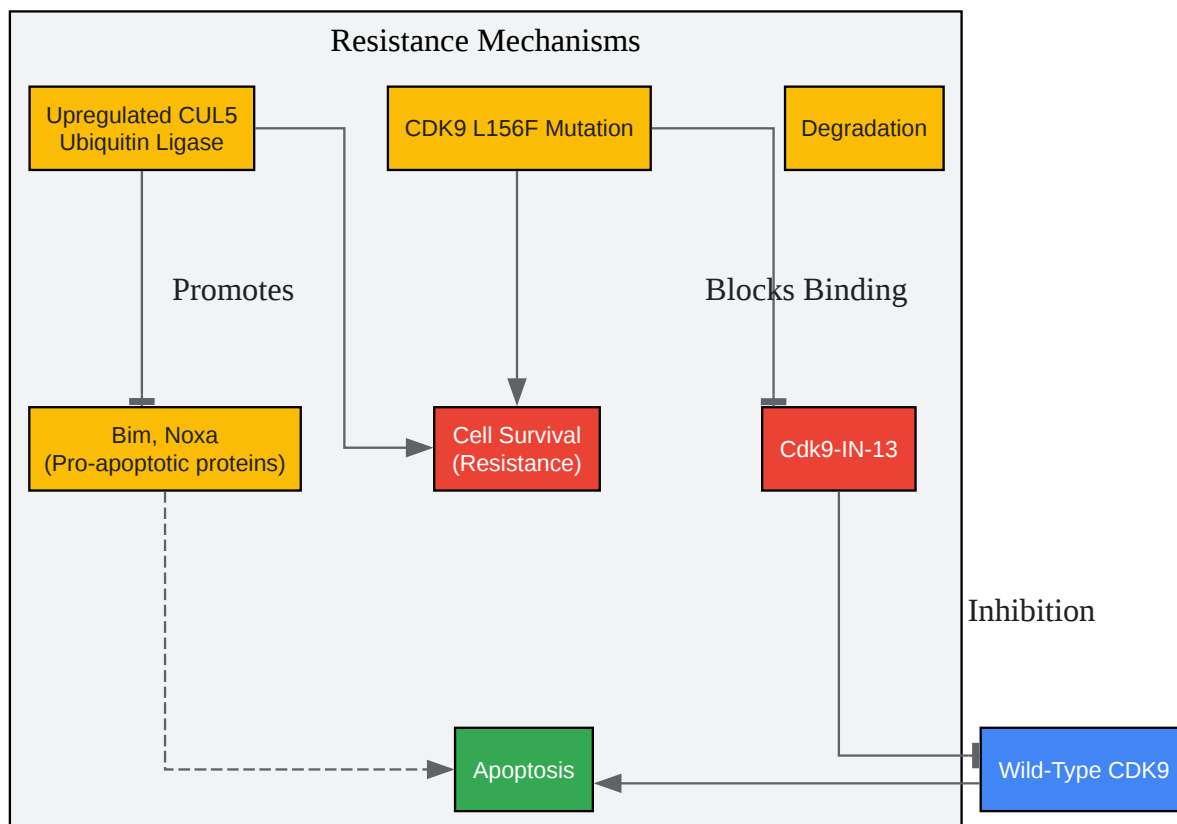 Resistance Mechanisms
Upregulated CUL5
Ubiquitin Ligase
CDK9 L156F Mutation
Degradation
Promotes
Blocks Binding
Bim, Noxa
(Pro-apoptotic proteins)
Cell Survival
(Resistance)
Cdk9-IN-13
Inhibition
Apoptosis
Wild-Type CDK9